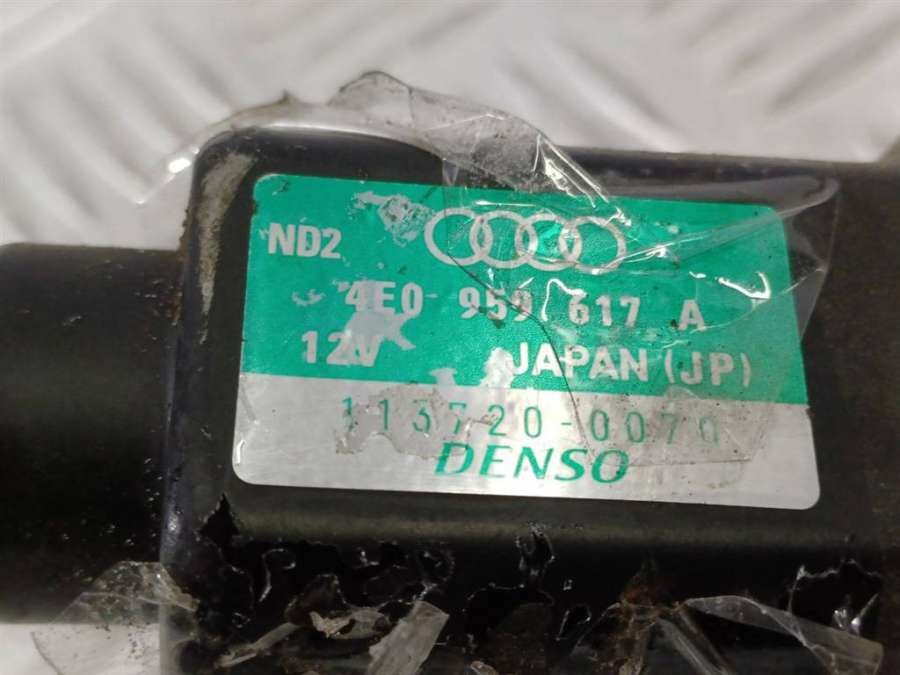 ND2
4E0 959 617 A
12V JAPAN (JP)
113720-0070
DENSO